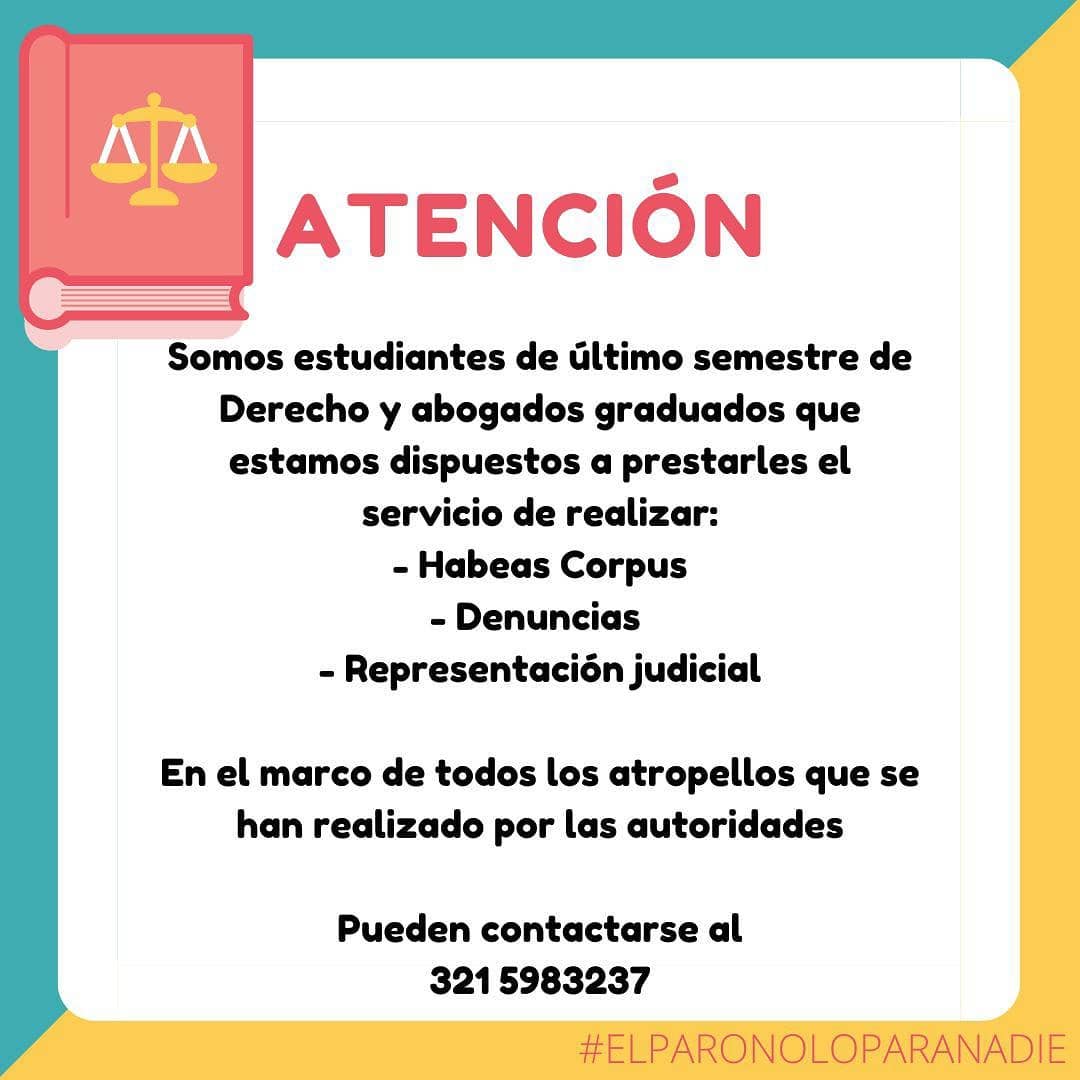 ATENCIÓN
Somos estudiantes de último semestre de
Derecho y abogados graduados que
estamos dispuestos a prestarles el
servicio de realizar:
- Habeas Corpus
- Denuncias
- Representación judicial
En el marco de todos los atropellos que se
han realizado por las autoridades
Pueden contactarse al
321 5983237
#ELPARONOLOPARANADIE